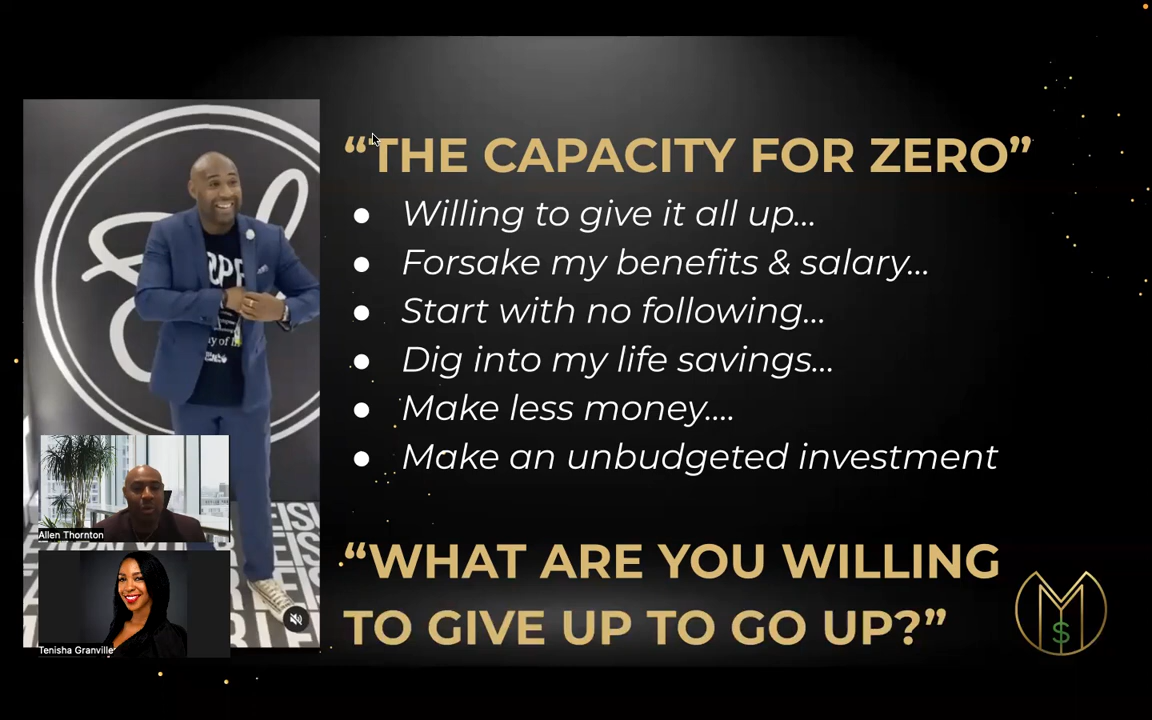 “THE CAPACITY FOR ZERO”
● Willing to give it all up...
● Forsake my benefits & salary...
● Start with no following...
● Dig into my life savings...
● Make less money....
● Make an unbudgeted investment
“WHAT ARE YOU WILLING
TO GIVE UP TO GO UP?”
Allen Thornton
Tenisha Granville